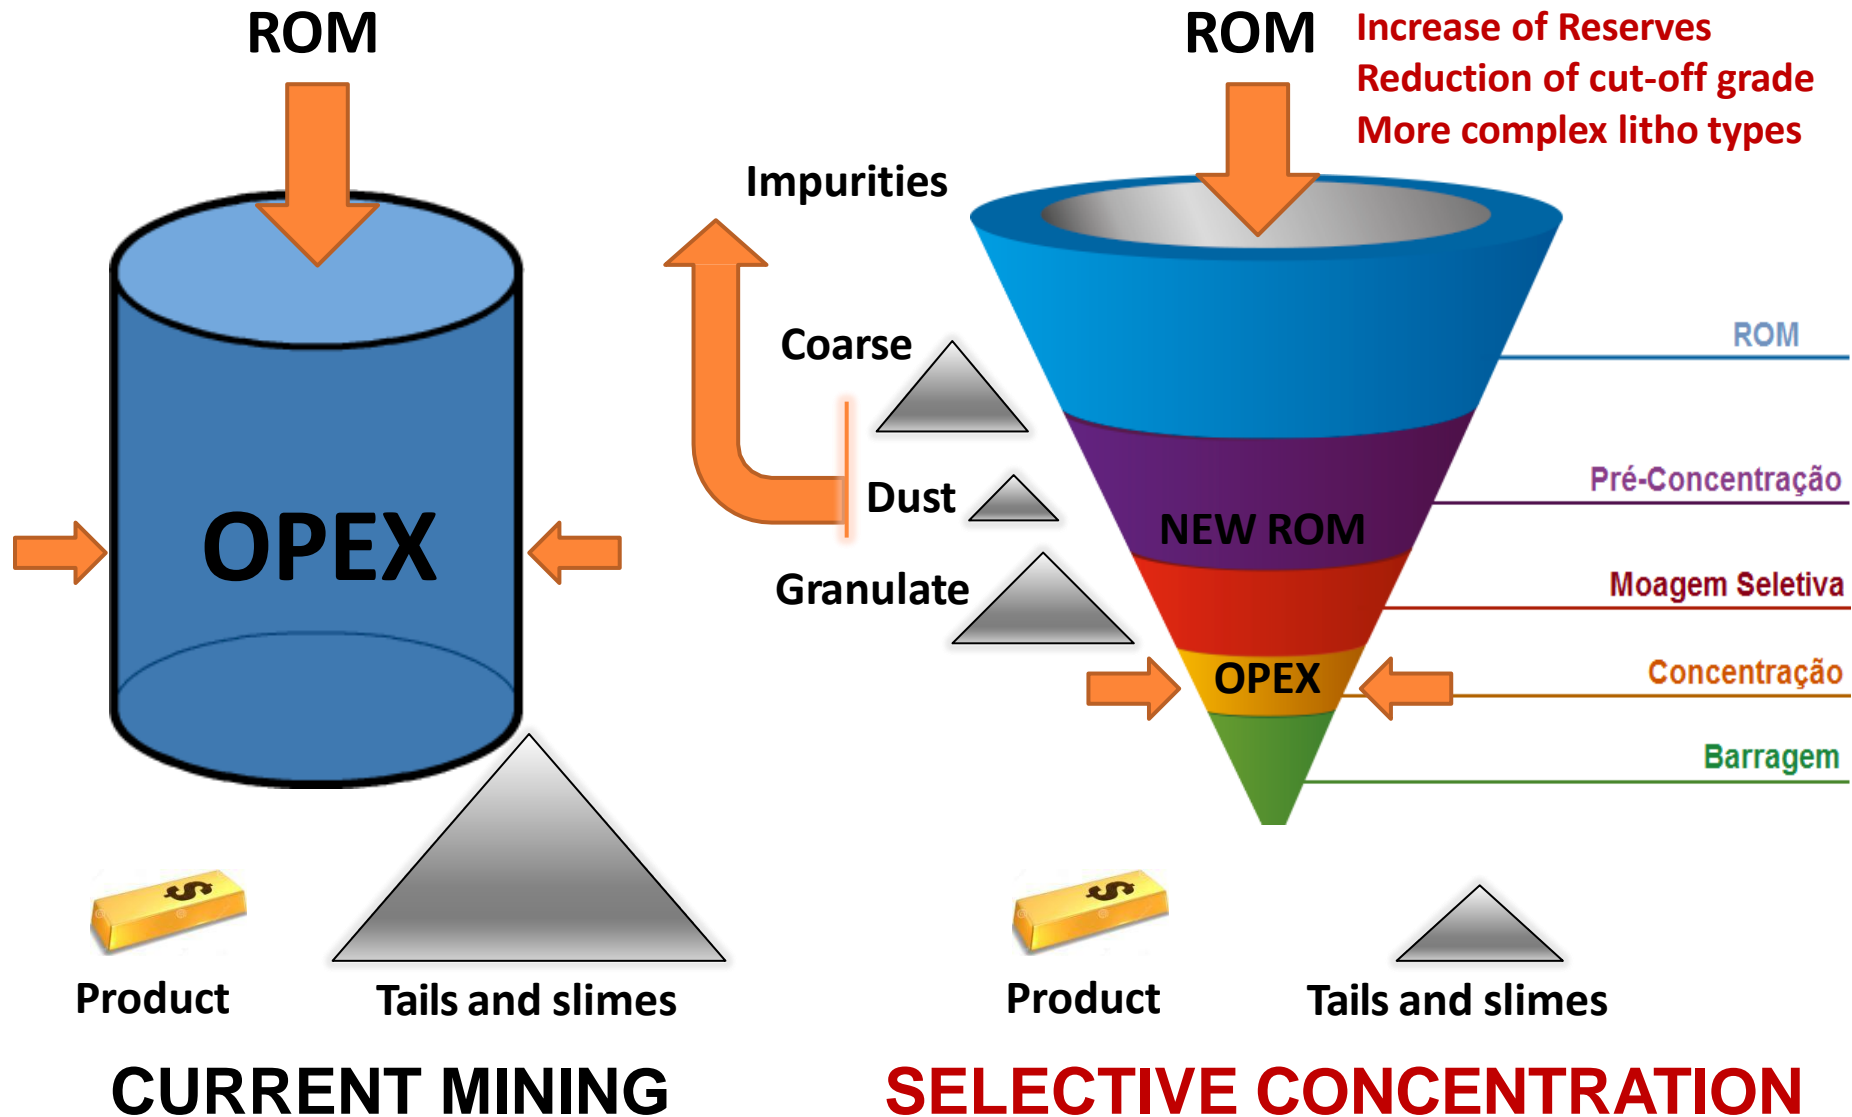 ROM
OPEX
Product
Tails and slimes
CURRENT MINING
ROM
Increase of Reserves
Reduction of cut-off grade
More complex litho types
Impurities
Coarse
Dust
Granulate
NEW ROM
OPEX
ROM
Pré-Concentração
Moagem Seletiva
Concentração
Barragem
Product
Tails and slimes
SELECTIVE CONCENTRATION